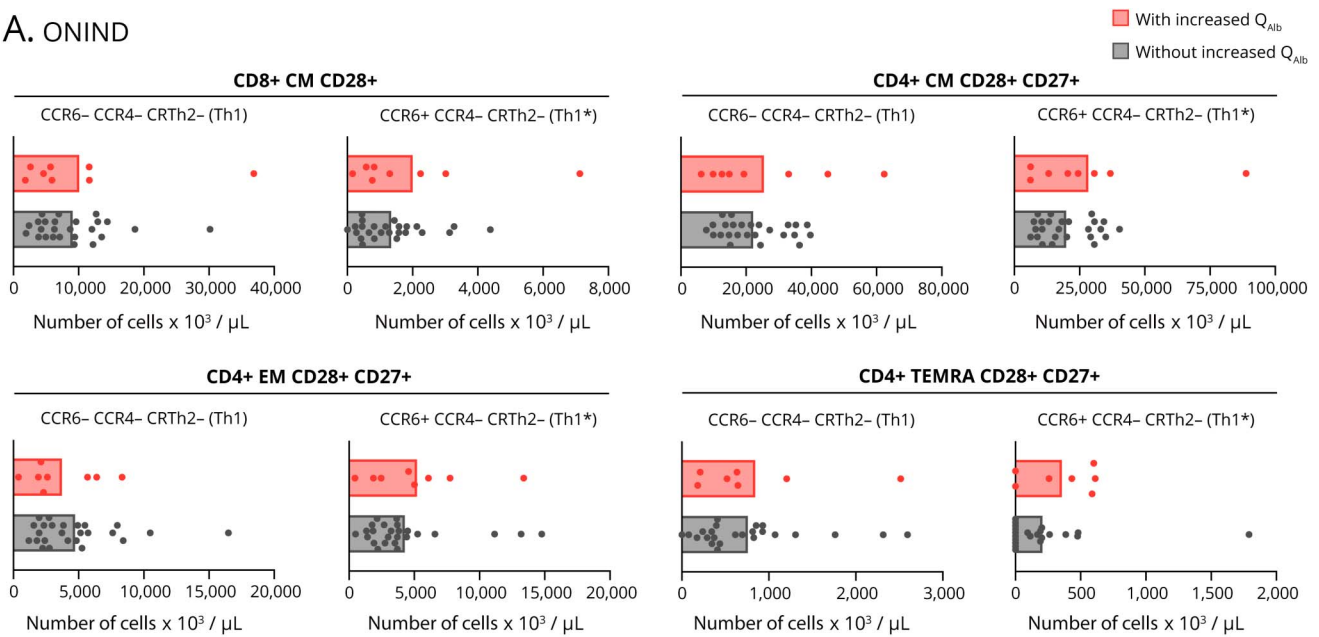 A. ONIND
With increased Q_Alb
Without increased Q_Alb
CD8+ CM CD28+
CCR6– CCR4– CRTh2– (Th1)
CCR6+ CCR4– CRTh2– (Th1*)
0 10,000 20,000 30,000 40,000
0 2,000 4,000 6,000 8,000
Number of cells x 10³ / µL
Number of cells x 10³ / µL
CD4+ CM CD28+ CD27+
CCR6– CCR4– CRTh2– (Th1)
CCR6+ CCR4– CRTh2– (Th1*)
0 20,000 40,000 60,000 80,000
0 25,000 50,000 75,000 100,000
Number of cells x 10³ / µL
Number of cells x 10³ / µL
CD4+ EM CD28+ CD27+
CCR6– CCR4– CRTh2– (Th1)
CCR6+ CCR4– CRTh2– (Th1*)
0 5,000 10,000 15,000 20,000
0 5,000 10,000 15,000 20,000
Number of cells x 10³ / µL
Number of cells x 10³ / µL
CD4+ TEMRA CD28+ CD27+
CCR6– CCR4– CRTh2– (Th1)
CCR6+ CCR4– CRTh2– (Th1*)
0 1,000 2,000 3,000
0 500 1,000 1,500 2,000
Number of cells x 10³ / µL
Number of cells x 10³ / µL